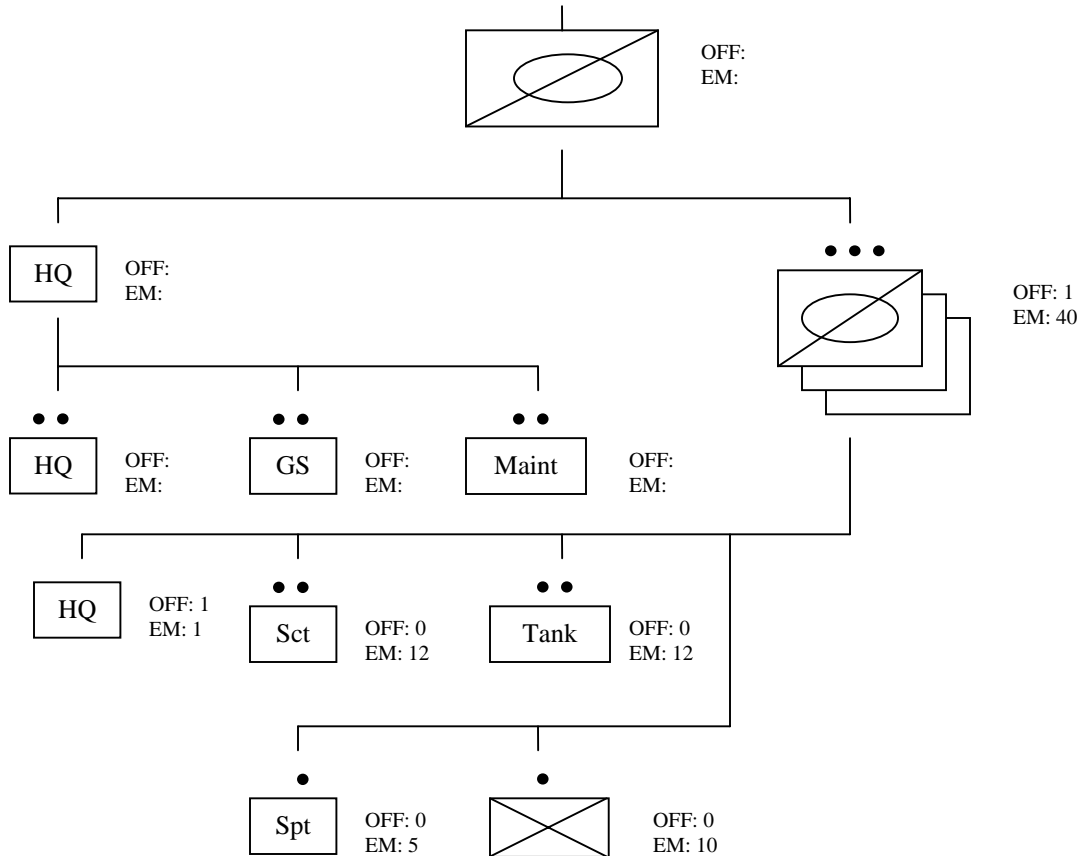 OFF:
EM:
HQ
OFF:
EM:
OFF: 1
EM: 40
HQ
OFF:
EM:
GS
OFF:
EM:
Maint
OFF:
EM:
HQ
OFF: 1
EM: 1
Sct
OFF: 0
EM: 12
Tank
OFF: 0
EM: 12
Spt
OFF: 0
EM: 5
OFF: 0
EM: 10